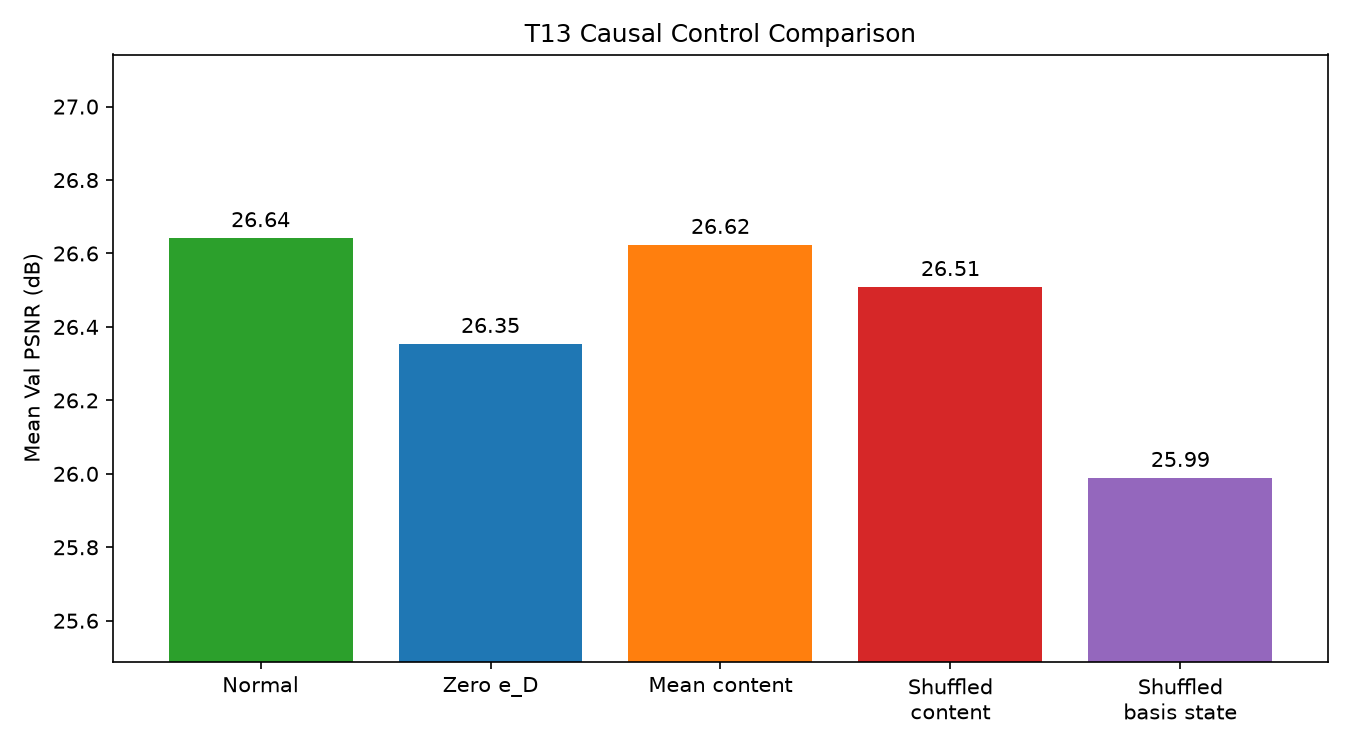 T13 Causal Control Comparison
Mean Val PSNR (dB)
27.0
26.8
26.6
26.4
26.2
26.0
25.8
25.6
26.64
26.35
26.62
26.51
25.99
Normal
Zero e_D
Mean content
Shuffled
content
Shuffled
basis state